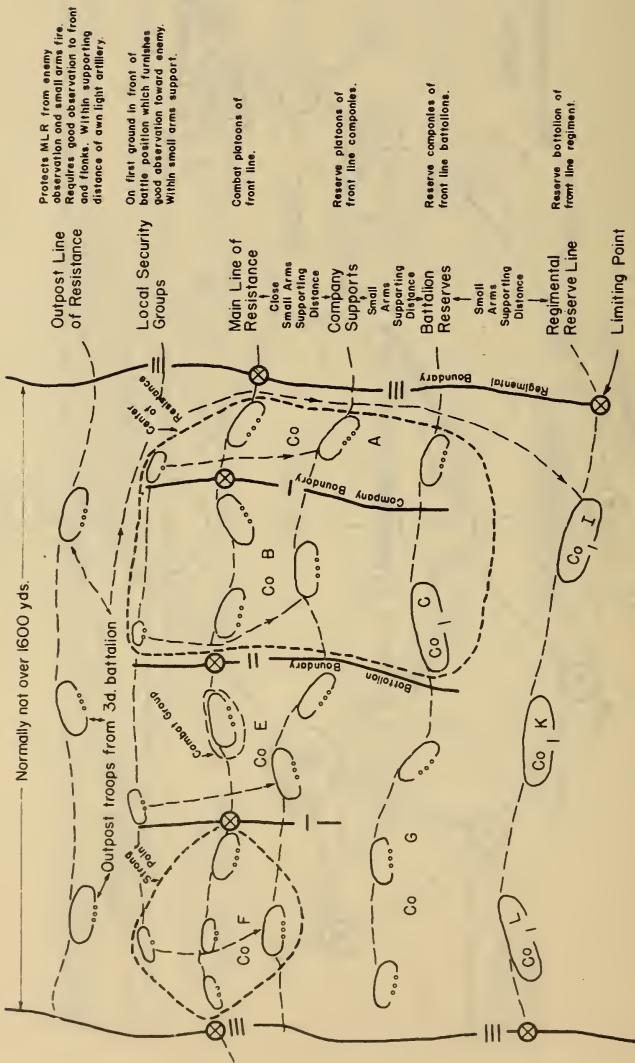 Normally not over 1600 yds.
Outpost Line
of Resistance
Protects MLR from enemy
observation and small arms fire.
Requires good observation to front
and flanks. Within supporting
distance of own light artillery.
Outpost troops from 3d. battalion
Center
of
Resistance
Local Security
Groups
On first ground in front of
battle position which furnishes
good observation toward enemy.
Within small arms support.
Strong
Point
Combat Group
Main Line of
Resistance
Combat platoons of
front line.
Close
Small Arms
Supporting
Distance
Co F
Co E
Co B
Co A
Battalion
Boundary
Company Boundary
Regimental
Boundary
Company
Supports
Reserve platoons of
front line companies.
Small
Arms
Supporting
Distance
Co G
Co C
Battalion
Reserves
Reserve companies of
front line battalions.
Small
Arms
Supporting
Distance
Co L
Co K
Co I
Regimental
Reserve Line
Reserve battalion of
front line regiment.
Limiting Point